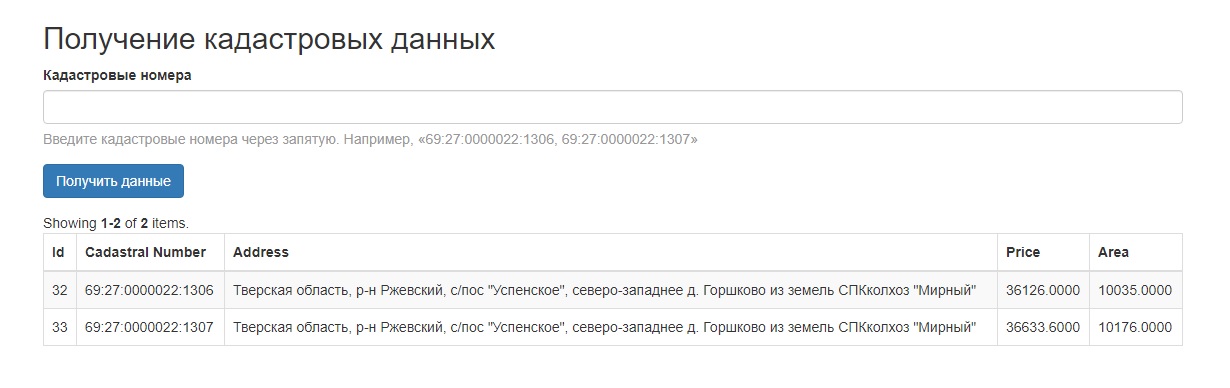 Получение кадастровых данных
Кадастровые номера
Введите кадастровые номера через запятую. Например, «69:27:0000022:1306, 69:27:0000022:1307»
Получить данные
Showing 1-2 of 2 items.
Id Cadastral Number Address Price Area
32 69:27:0000022:1306 Тверская область, р-н Ржевский, с/пос "Успенское", северо-западнее д. Горшково из земель СПКколхоз "Мирный" 36126.0000 10035.0000
33 69:27:0000022:1307 Тверская область, р-н Ржевский, с/пос "Успенское", северо-западнее д. Горшково из земель СПКколхоз "Мирный" 36633.6000 10176.0000